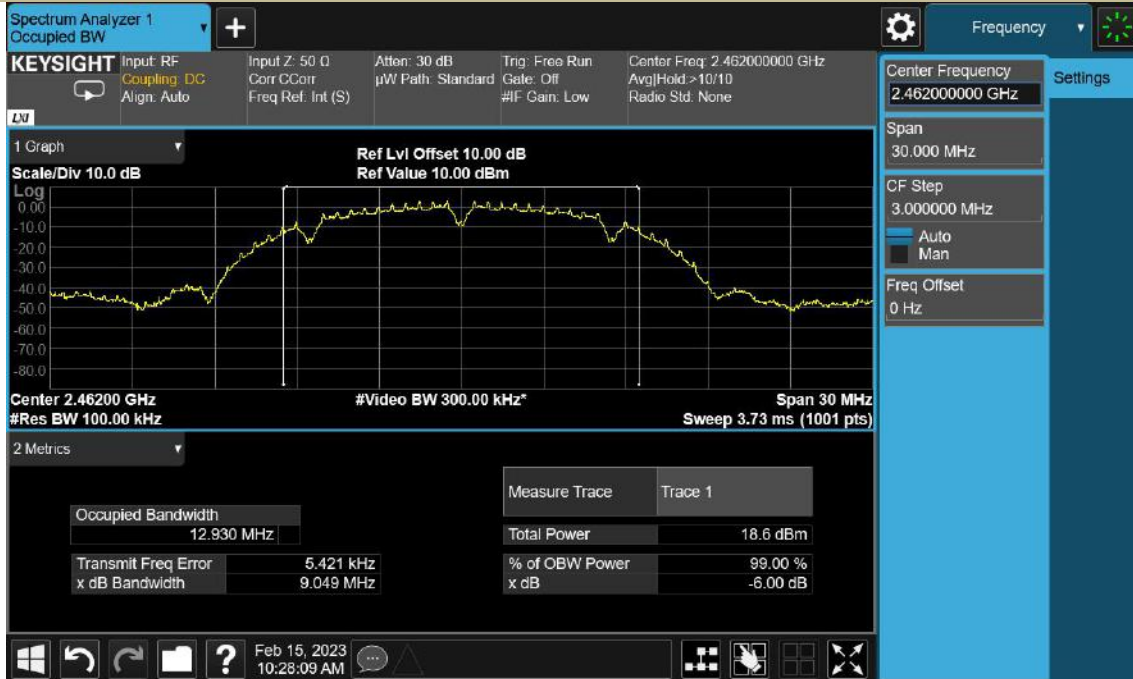 Spectrum Analyzer 1
Occupied BW
+
Frequency
KEYSIGHT
Input: RF
Coupling: DC
Align: Auto
Input Z: 50 Ω
Corr CCorr
Freq Ref: Int (S)
Atten: 30 dB
µW Path: Standard
Trig: Free Run
Gate: Off
#IF Gain: Low
Center Freq: 2.462000000 GHz
Avg|Hold:>10/10
Radio Std: None
LXI
Center Frequency
2.462000000 GHz
Settings
Span
30.000 MHz
CF Step
3.000000 MHz
Auto
Man
Freq Offset
0 Hz
1 Graph
Scale/Div 10.0 dB
Ref Lvl Offset 10.00 dB
Ref Value 10.00 dBm
Log
0.00
-10.0
-20.0
-30.0
-40.0
-50.0
-60.0
-70.0
-80.0
Center 2.46200 GHz
#Video BW 300.00 kHz*
Span 30 MHz
#Res BW 100.00 kHz
Sweep 3.73 ms (1001 pts)
2 Metrics
Measure Trace Trace 1
Occupied Bandwidth
12.930 MHz
Total Power 18.6 dBm
Transmit Freq Error 5.421 kHz
% of OBW Power 99.00 %
x dB Bandwidth 9.049 MHz
x dB -6.00 dB
?
Feb 15, 2023
10:28:09 AM